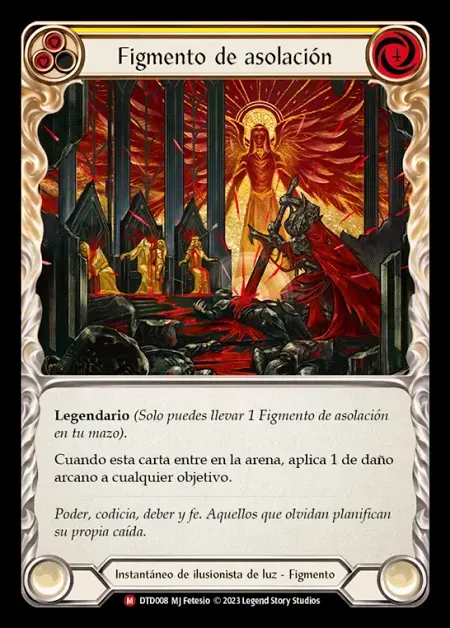 Figmento de asolación
Legendario (Solo puedes llevar 1 Figmento de asolación
en tu mazo).
Cuando esta carta entre en la arena, aplica 1 de daño
arcano a cualquier objetivo.
Poder, codicia, deber y fe. Aquellos que olvidan planifican
su propia caída.
Instantáneo de ilusionista de luz - Figmento
M DTD008 MJ Fetesio © 2023 Legend Story Studios